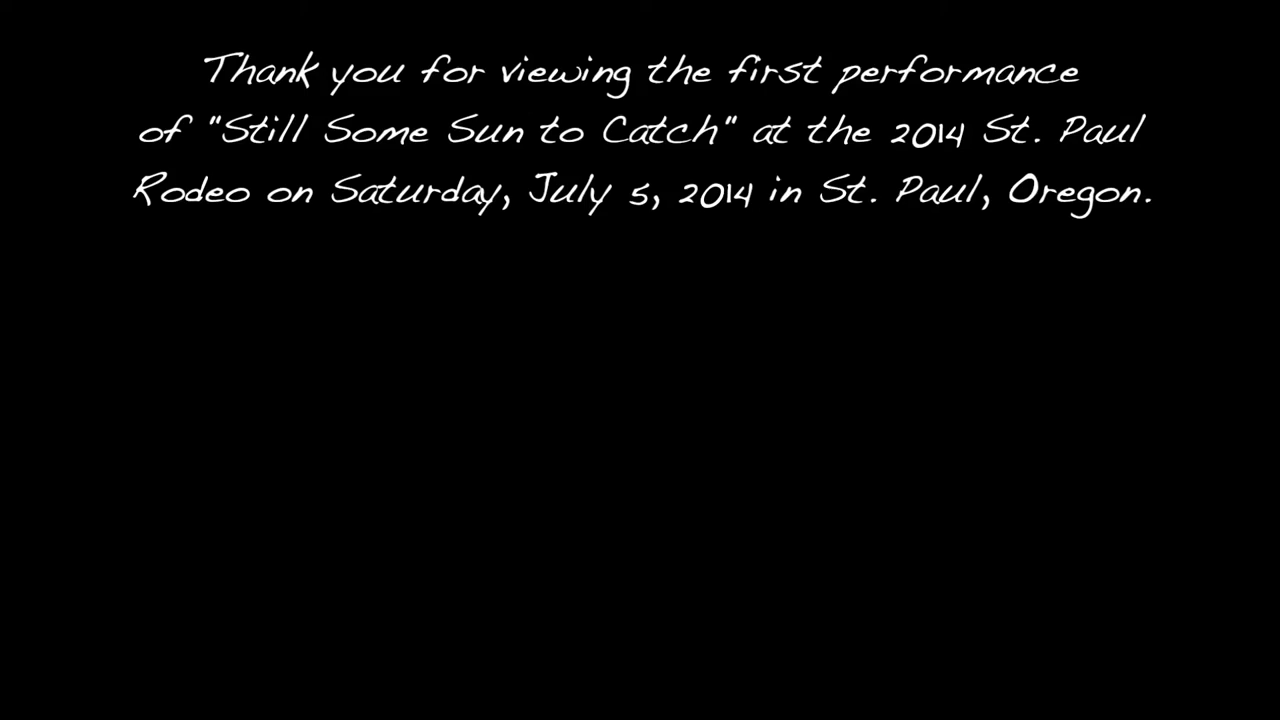 Thank you for viewing the first performance
of "Still Some Sun to Catch" at the 2014 St. Paul
Rodeo on Saturday, July 5, 2014 in St. Paul, Oregon.